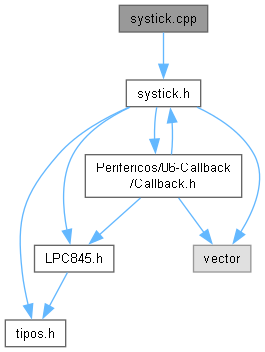 systick.cpp
systick.h
Perifericos/06-Callback
/Callback.h
LPC845.h
vector
tipos.h